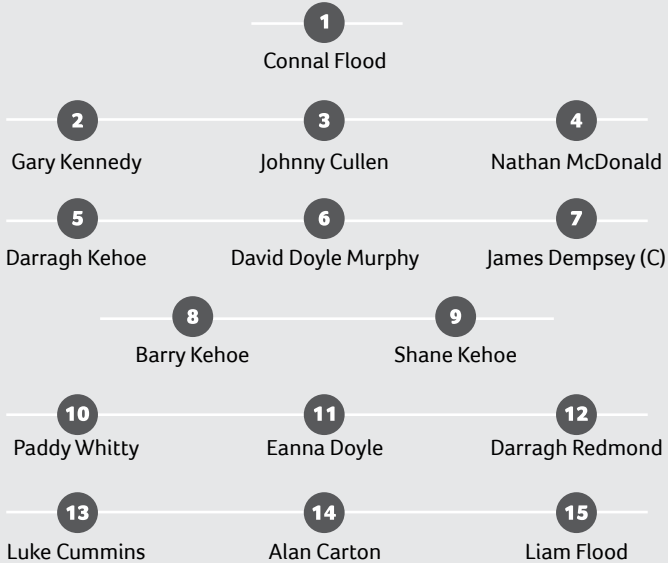 1
Connal Flood
2 3 4
Gary Kennedy Johnny Cullen Nathan McDonald
5 6 7
Darragh Kehoe David Doyle Murphy James Dempsey (C)
8 9
Barry Kehoe Shane Kehoe
10 11 12
Paddy Whitty Eanna Doyle Darragh Redmond
13 14 15
Luke Cummins Alan Carton Liam Flood